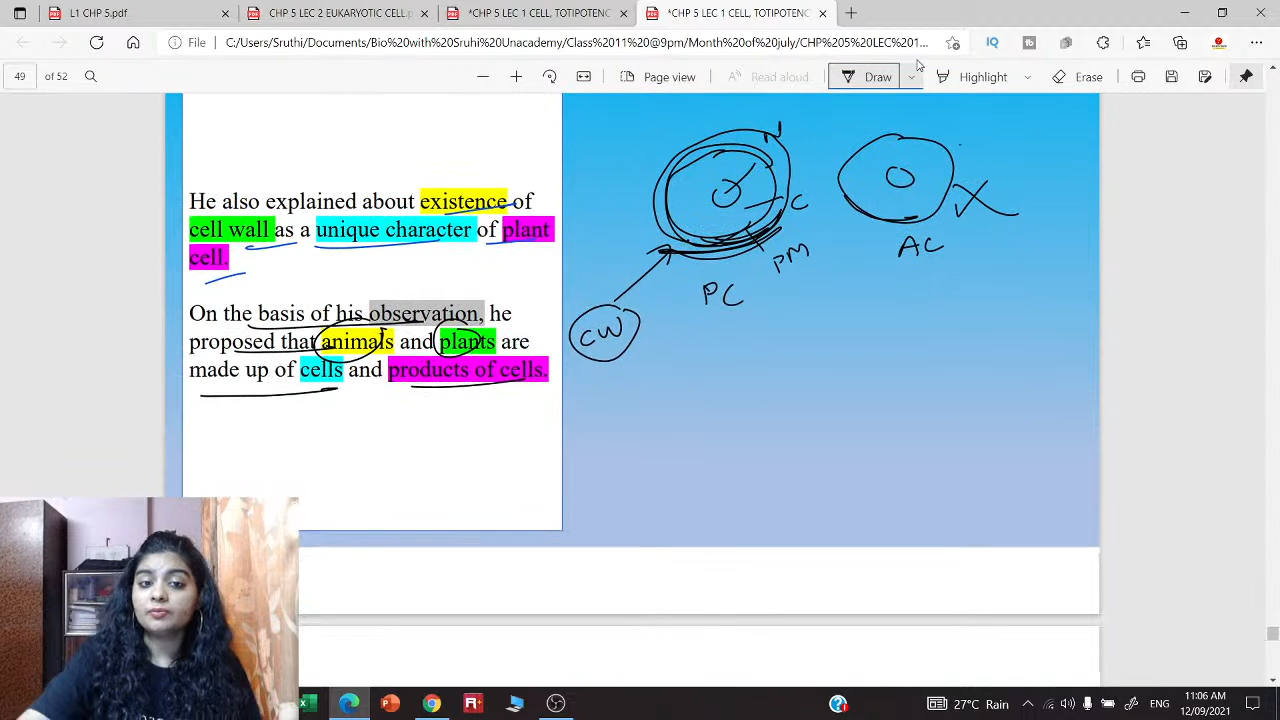 L1 CHP 5.pdf
CHP 5 LEC 2 EUKARYOTIC CELL.p
*CHP 5 LEC 1 CELL, TOTIPOTENC
*CHP 5 LEC 1 CELL, TOTIPOTENC
File
C:/Users/Sruthi/Documents/Bio%20with%20Sruhi%20Unacademy/Class%2011%20@9pm/Month%20of%20july/CHP%205%20LEC%201...
49 of 52
Page view
Read aloud
Draw
Highlight
Erase
He also explained about existence of
cell wall as a unique character of plant
cell.
On the basis of his observation, he
proposed that animals and plants are
made up of cells and products of cells.
N
C
PM
PC
CW
AC
27°C Rain
ENG
11:06 AM
12/09/2021